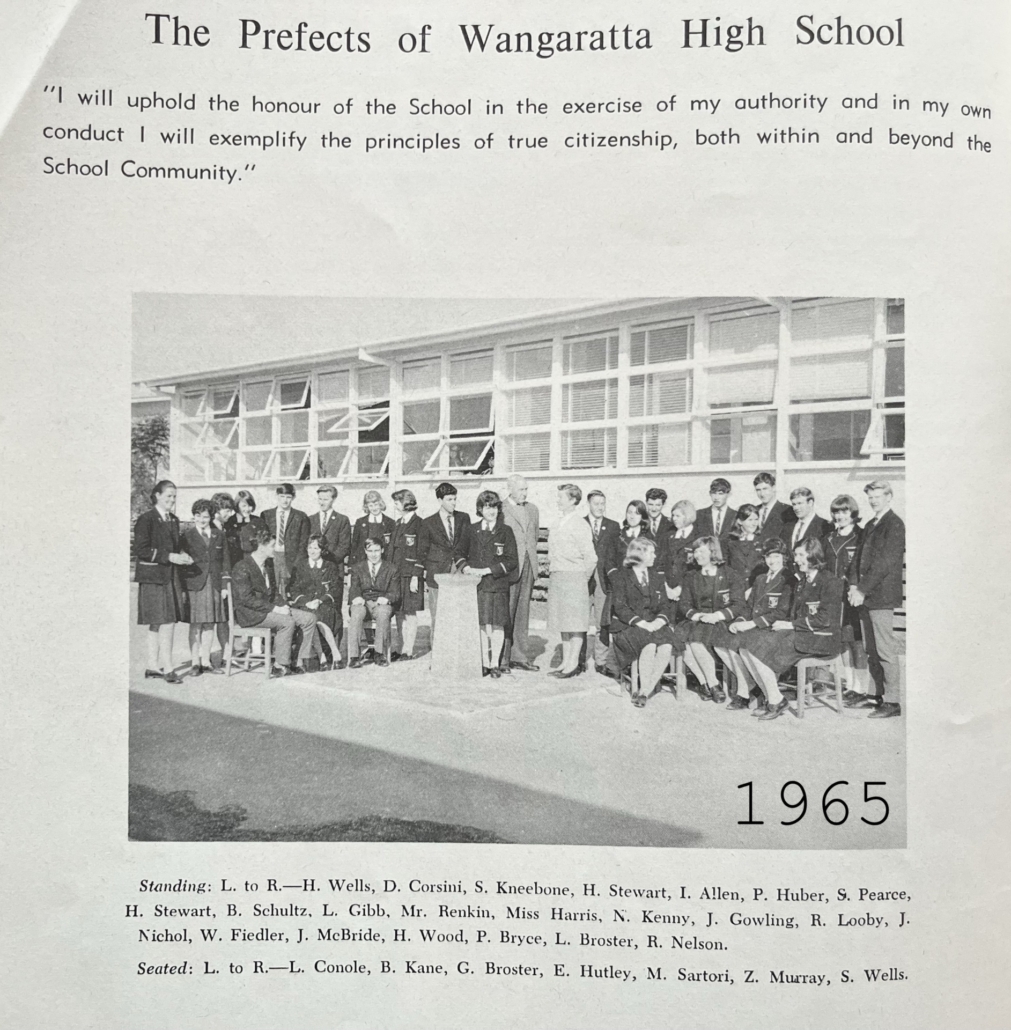 The Prefects of Wangaratta High School
"I will uphold the honour of the School in the exercise of my authority and in my own
conduct I will exemplify the principles of true citizenship, both within and beyond the
School Community."
1965
Standing: L. to R.—H. Wells, D. Corsini, S. Kneebone, H. Stewart, I. Allen, P. Huber, S. Pearce,
H. Stewart, B. Schultz, L. Gibb, Mr. Renkin, Miss Harris, N. Kenny, J. Gowling, R. Looby, J.
Nichol, W. Fiedler, J. McBride, H. Wood, P. Bryce, L. Broster, R. Nelson.
Seated: L. to R.—L. Conole, B. Kane, G. Broster, E. Hutley, M. Sartori, Z. Murray, S. Wells.